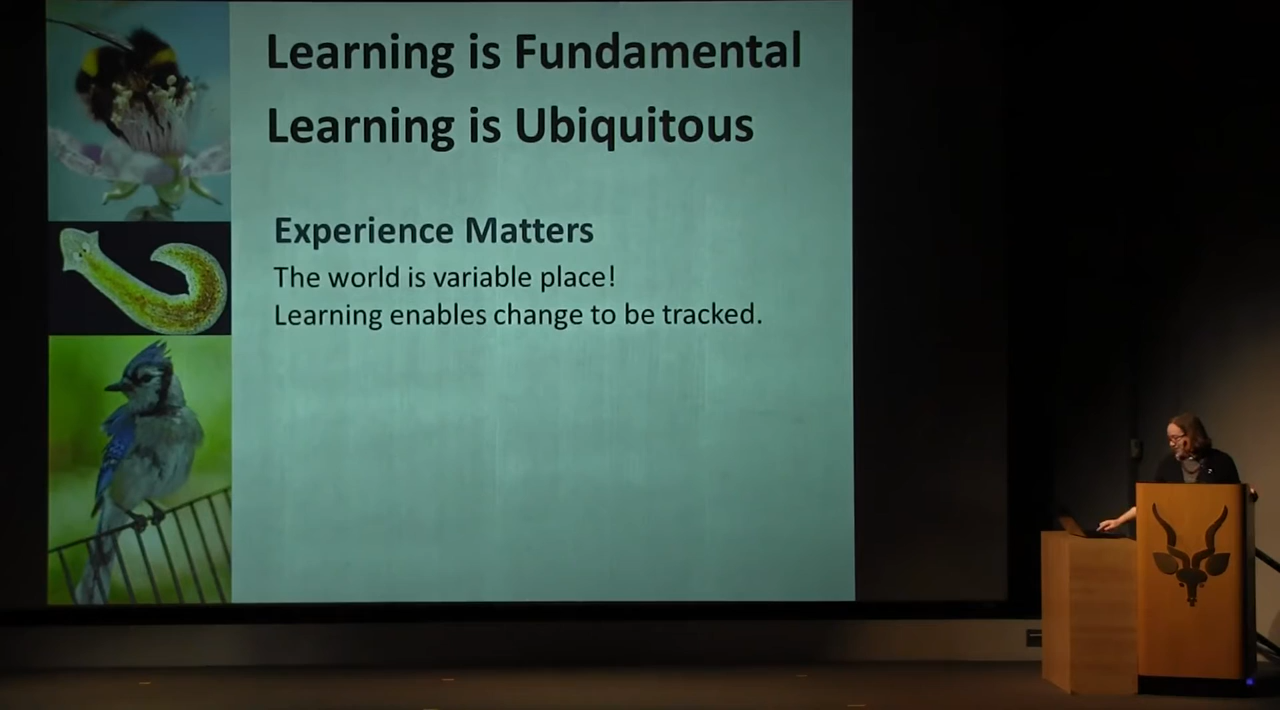 Learning is Fundamental
Learning is Ubiquitous
Experience Matters
The world is variable place!
Learning enables change to be tracked.